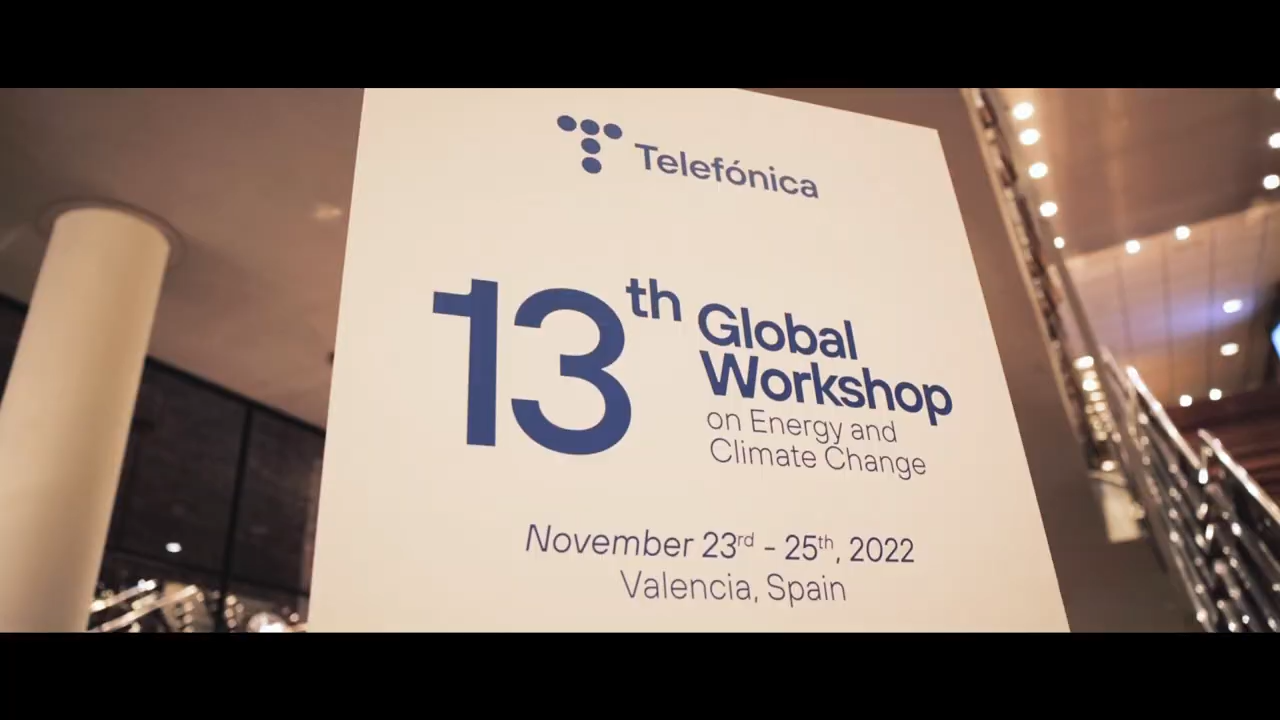 Telefónica
13th Global
Workshop
on Energy and
Climate Change
November 23rd - 25th, 2022
Valencia, Spain